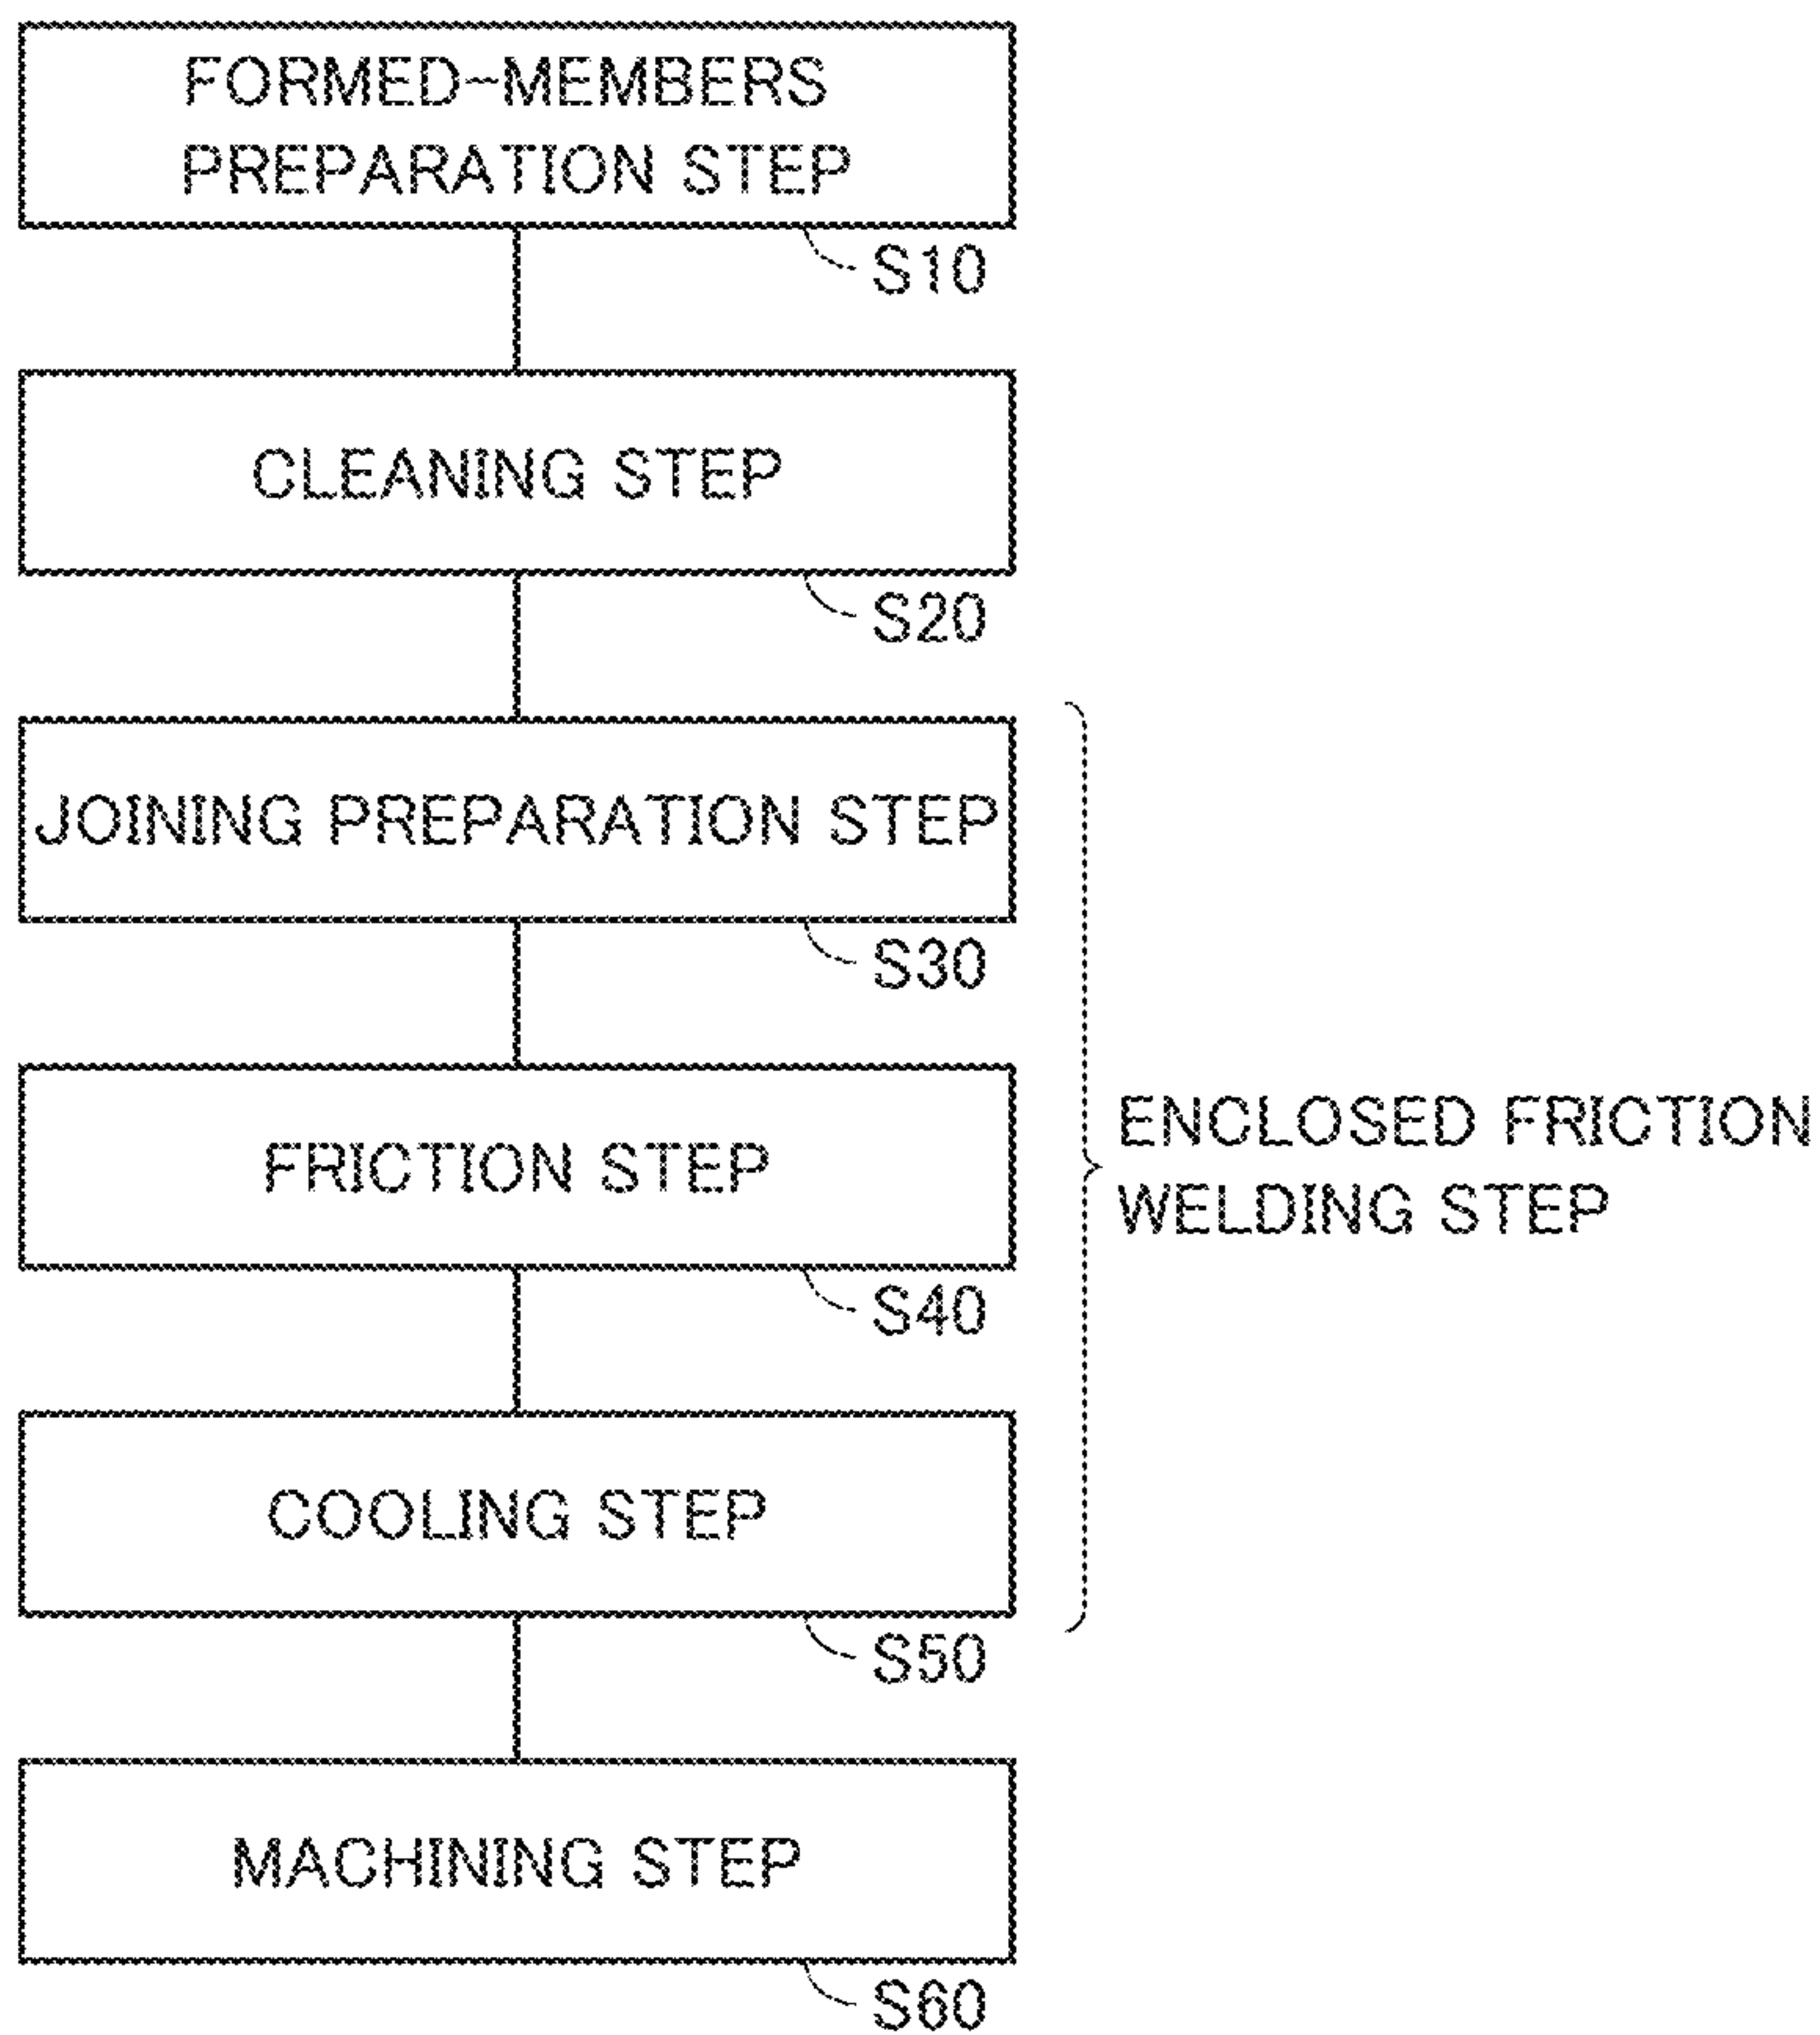 FORMED-MEMBERS
PREPARATION STEP
S10
CLEANING STEP
S20
JOINING PREPARATION STEP
S30
FRICTION STEP
S40
ENCLOSED FRICTION
WELDING STEP
COOLING STEP
S50
MACHINING STEP
S60